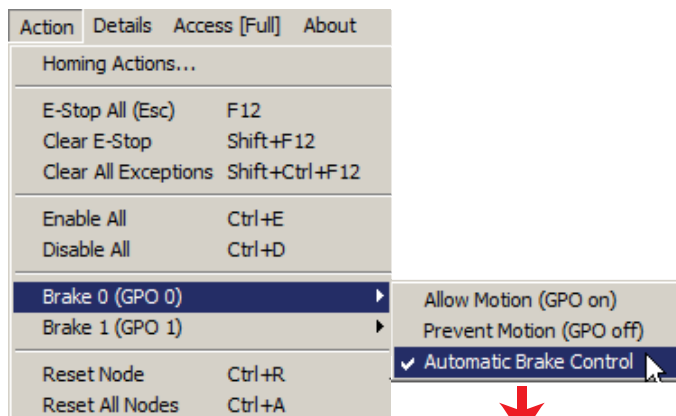 Action Details Access [Full] About
Homing Actions...
E-Stop All (Esc) F12
Clear E-Stop Shift+F12
Clear All Exceptions Shift+Ctrl+F12
Enable All Ctrl+E
Disable All Ctrl+D
Brake 0 (GPO 0)
Brake 1 (GPO 1)
Allow Motion (GPO on)
Prevent Motion (GPO off)
Automatic Brake Control
Reset Node Ctrl+R
Reset All Nodes Ctrl+A